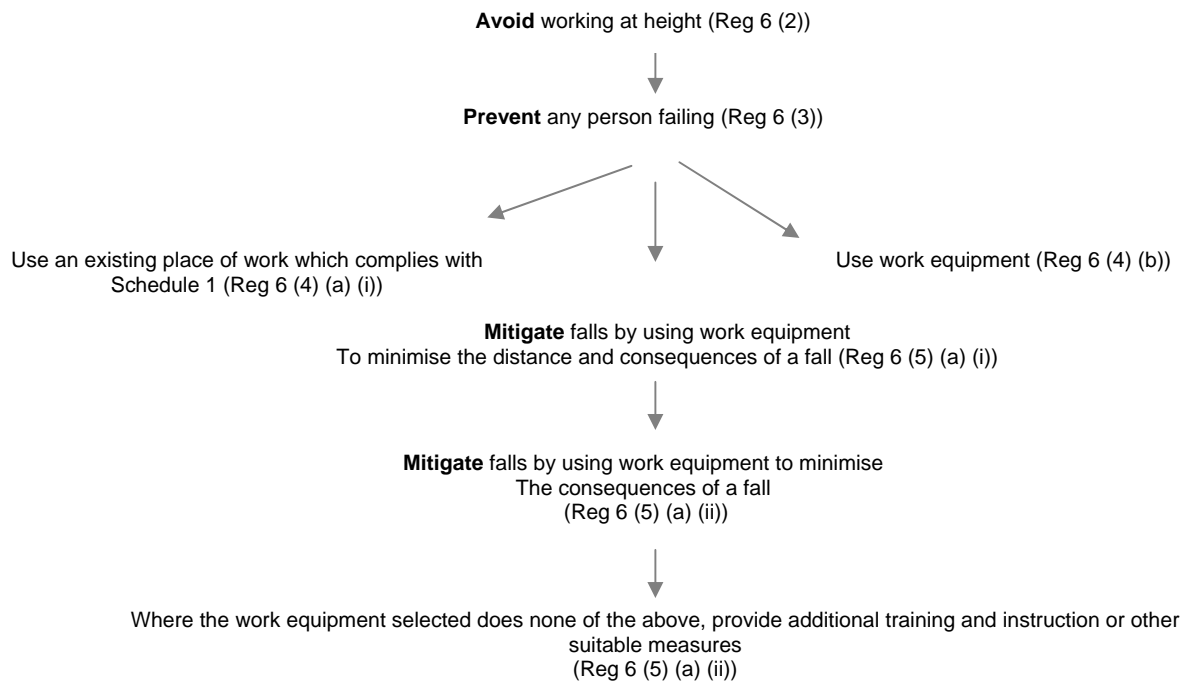 Avoid working at height (Reg 6 (2))
Prevent any person failing (Reg 6 (3))
Use an existing place of work which complies with
Schedule 1 (Reg 6 (4) (a) (i))
Use work equipment (Reg 6 (4) (b))
Mitigate falls by using work equipment
To minimise the distance and consequences of a fall (Reg 6 (5) (a) (i))
Mitigate falls by using work equipment to minimise
The consequences of a fall
(Reg 6 (5) (a) (ii))
Where the work equipment selected does none of the above, provide additional training and instruction or other
suitable measures
(Reg 6 (5) (a) (ii))